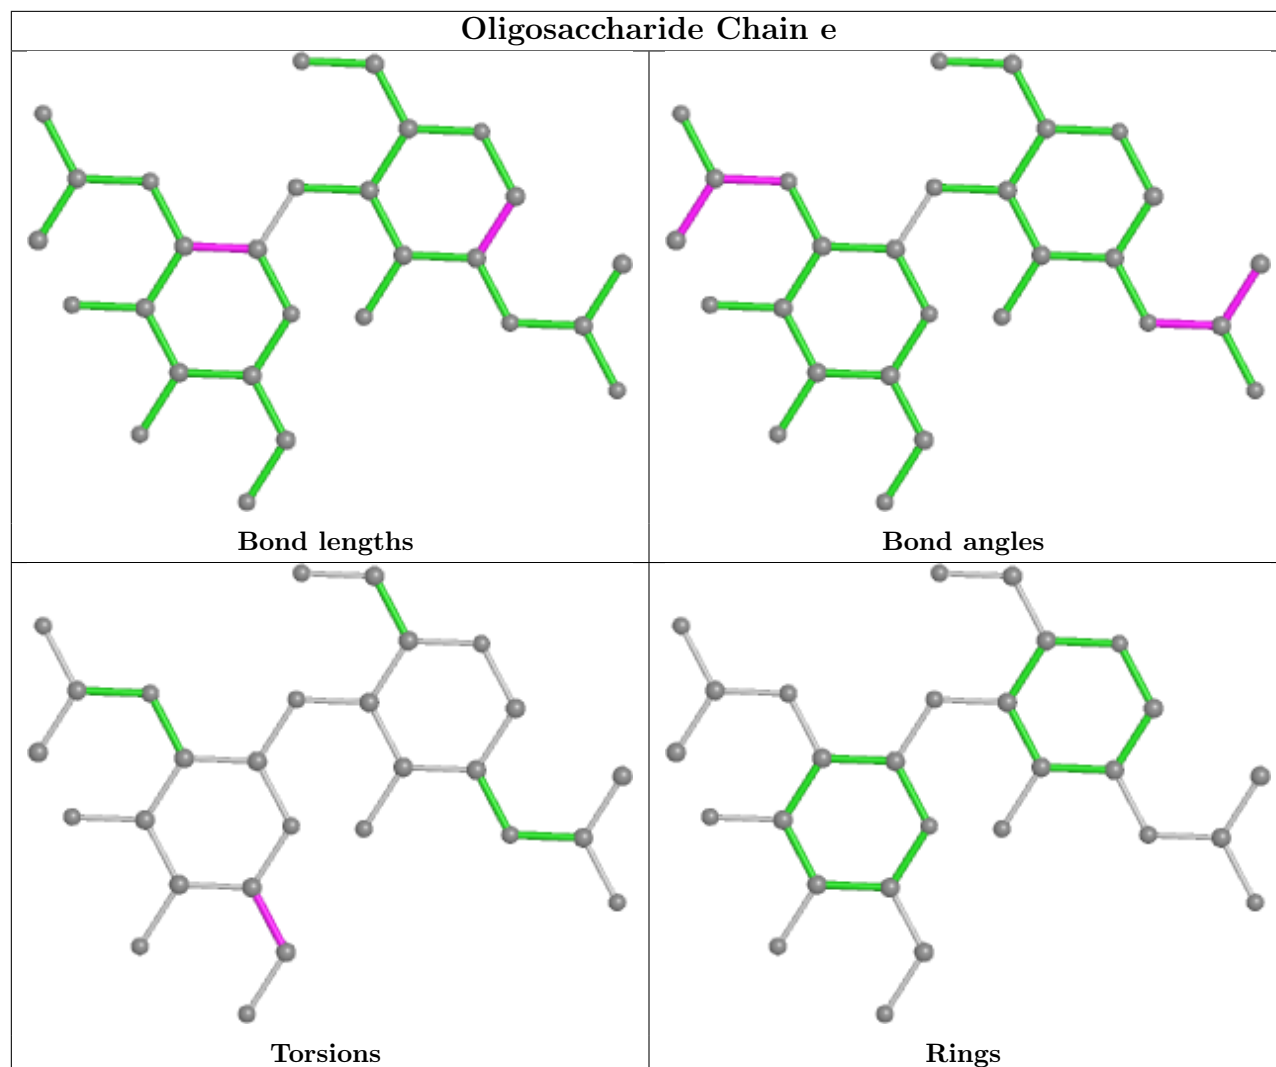 Oligosaccharide Chain e
Bond lengths
Bond angles
Torsions
Rings